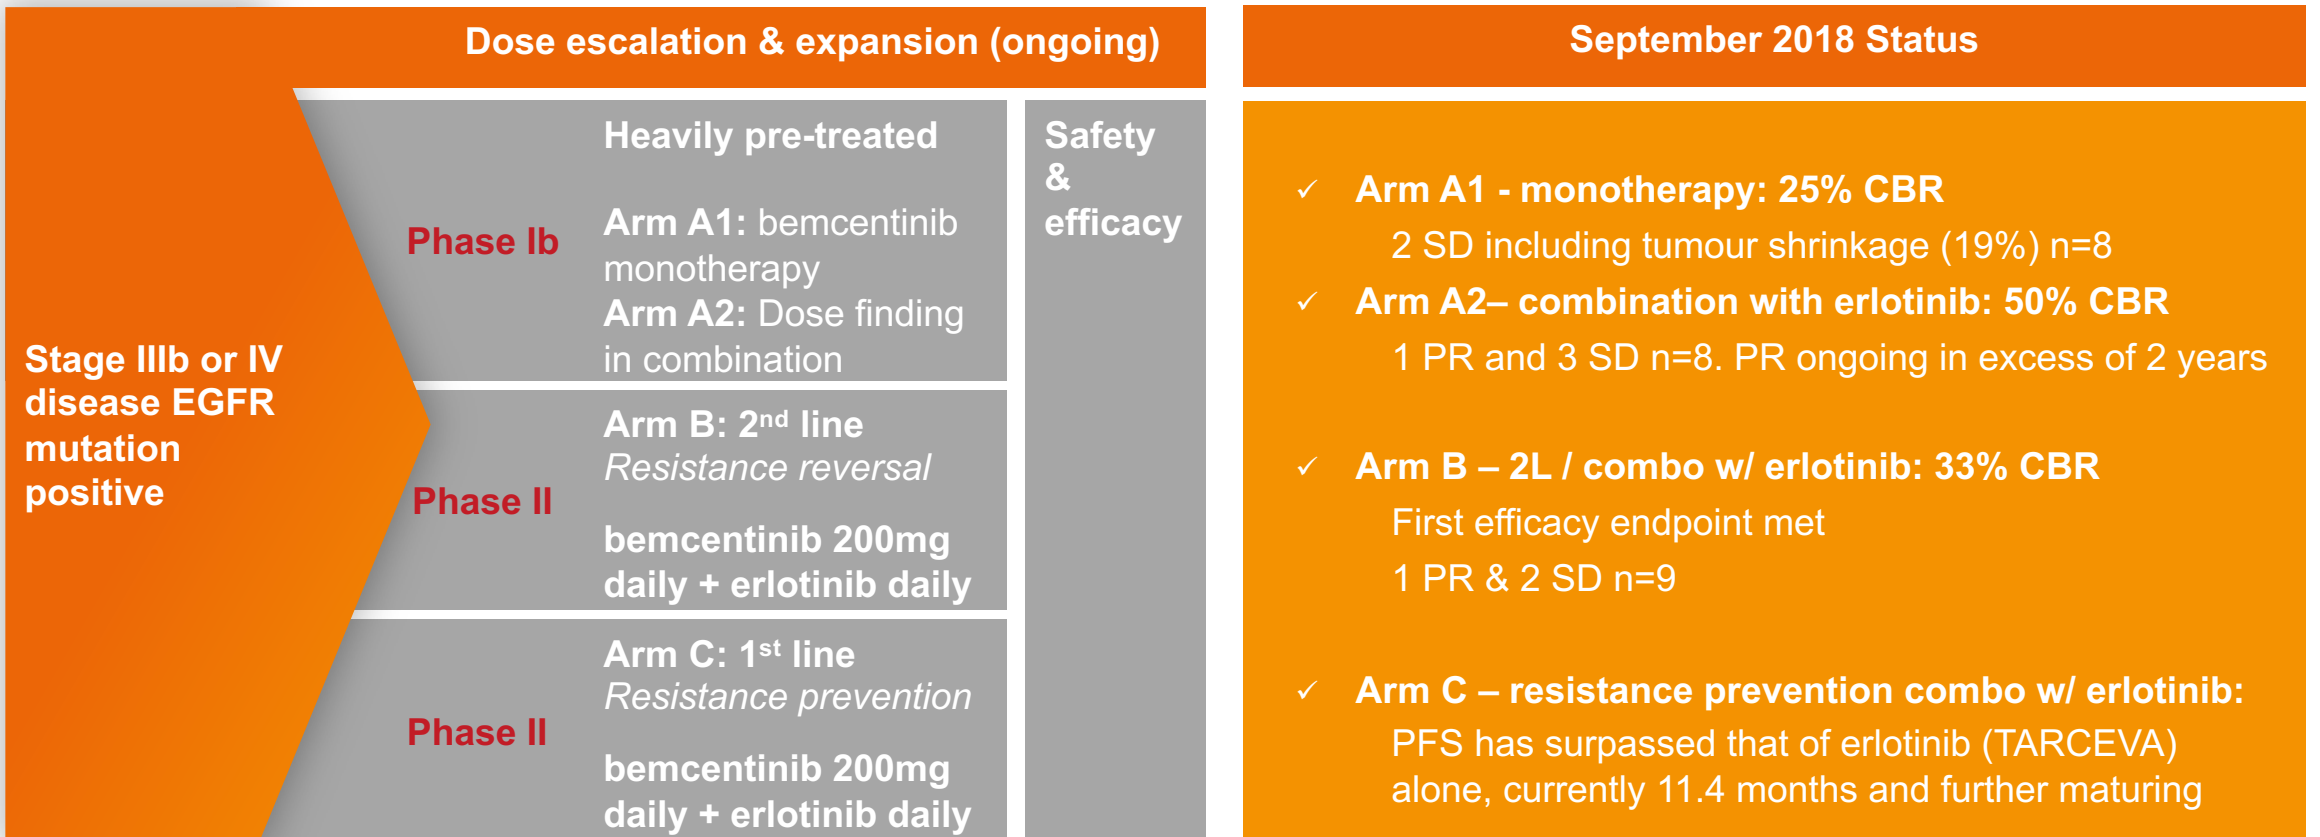 Dose escalation & expansion (ongoing)
Stage IIIb or IV
disease EGFR
mutation
positive
Phase Ib
Heavily pre-treated
Arm A1: bemcentinib
monotherapy
Arm A2: Dose finding
in combination
Phase II
Arm B: 2nd line
Resistance reversal
bemcentinib 200mg
daily + erlotinib daily
Phase II
Arm C: 1st line
Resistance prevention
bemcentinib 200mg
daily + erlotinib daily
Safety
&
efficacy
September 2018 Status
✓ Arm A1 - monotherapy: 25% CBR
2 SD including tumour shrinkage (19%) n=8
✓ Arm A2– combination with erlotinib: 50% CBR
1 PR and 3 SD n=8. PR ongoing in excess of 2 years
✓ Arm B – 2L / combo w/ erlotinib: 33% CBR
First efficacy endpoint met
1 PR & 2 SD n=9
✓ Arm C – resistance prevention combo w/ erlotinib:
PFS has surpassed that of erlotinib (TARCEVA)
alone, currently 11.4 months and further maturing